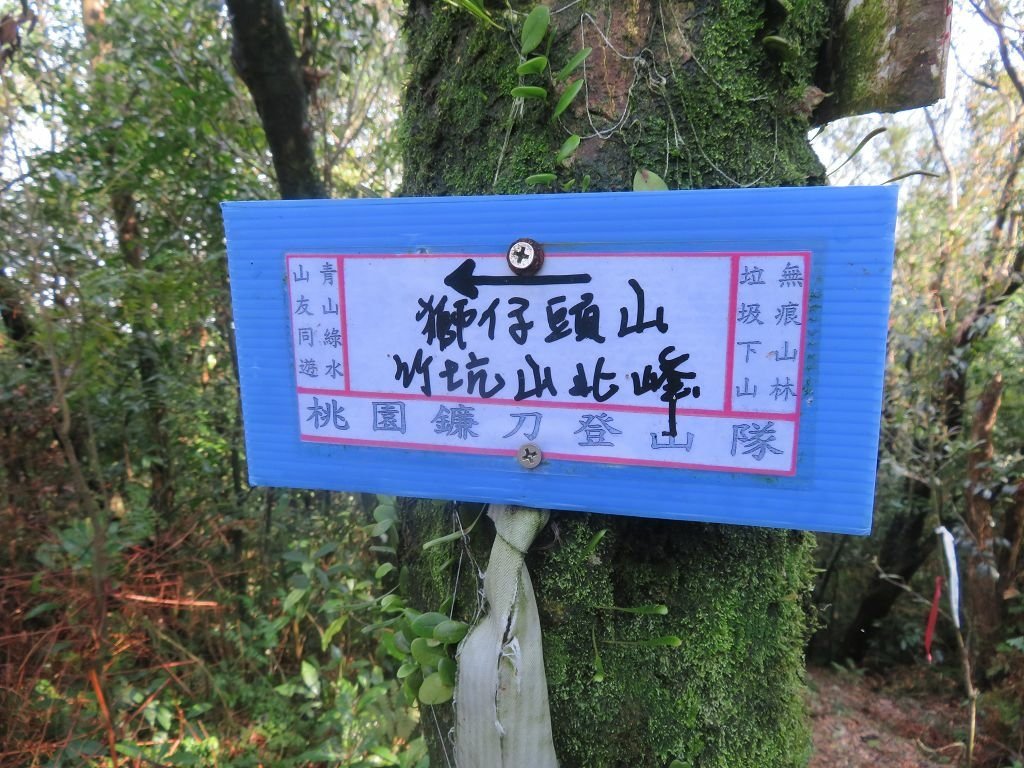 ←
獅仔頭山
竹坑山北峰
無痕山林
垃圾下山
青山綠水
山友同遊
桃園鐮刀登山隊